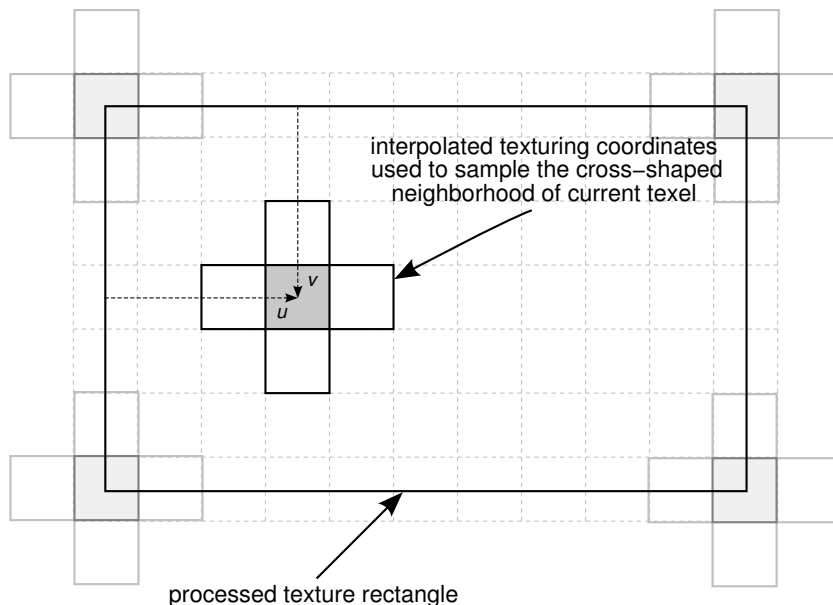 interpolated texturing coordinates
used to sample the cross−shaped
neighborhood of current texel
v
u
processed texture rectangle